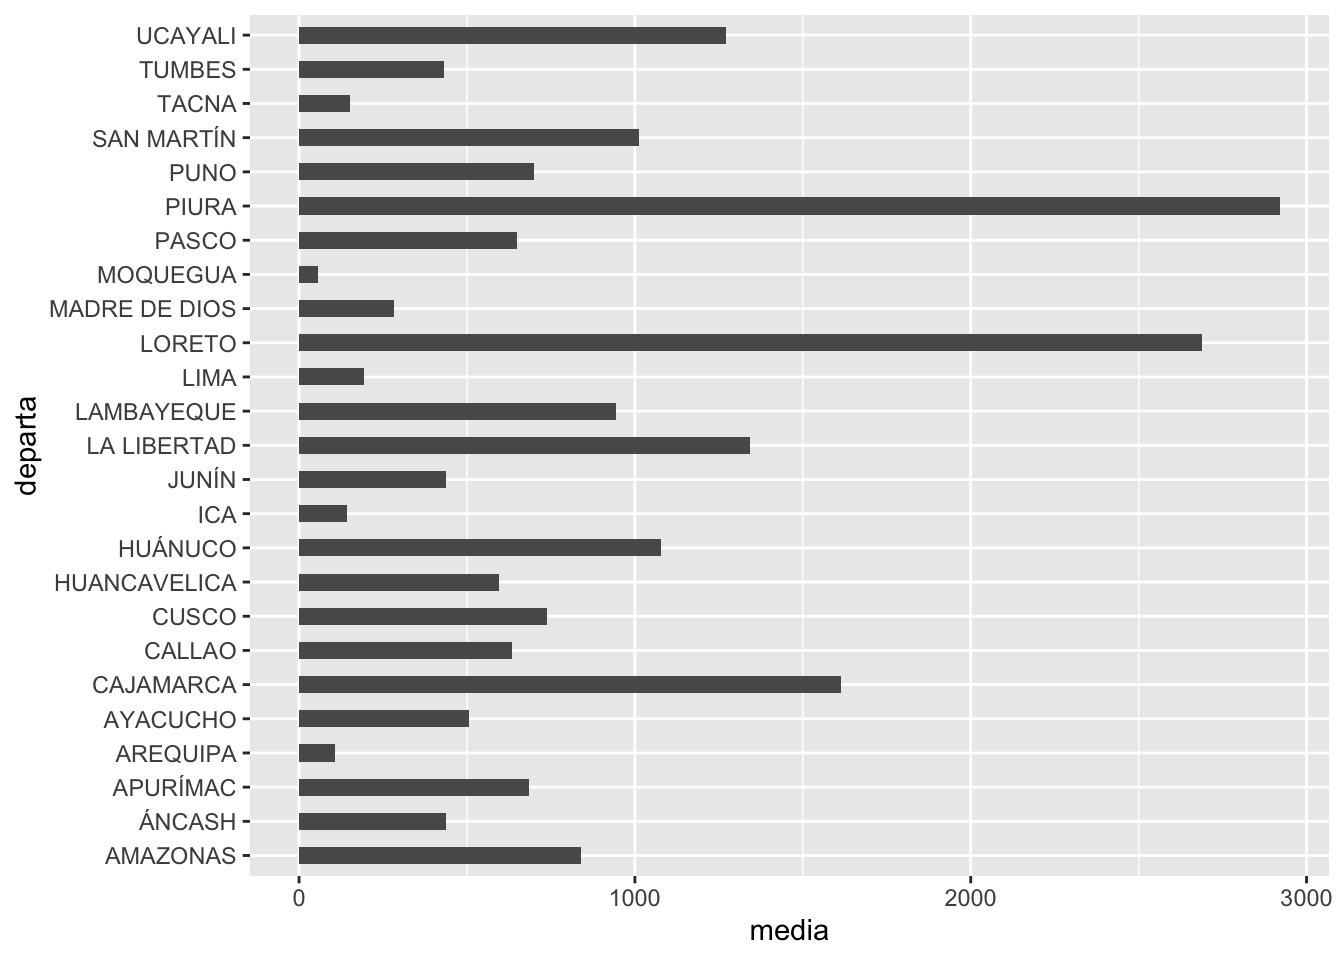 UCAYALI
TUMBES
TACNA
SAN MARTÍN
PUNO
PIURA
PASCO
MOQUEGUA
MADRE DE DIOS
LORETO
LIMA
LAMBAYEQUE
LA LIBERTAD
JUNÍN
ICA
HUÁNUCO
HUANCAVELICA
CUSCO
CALLAO
CAJAMARCA
AYACUCHO
AREQUIPA
APURÍMAC
ÁNCASH
AMAZONAS
departa
0 1000 2000 3000
media